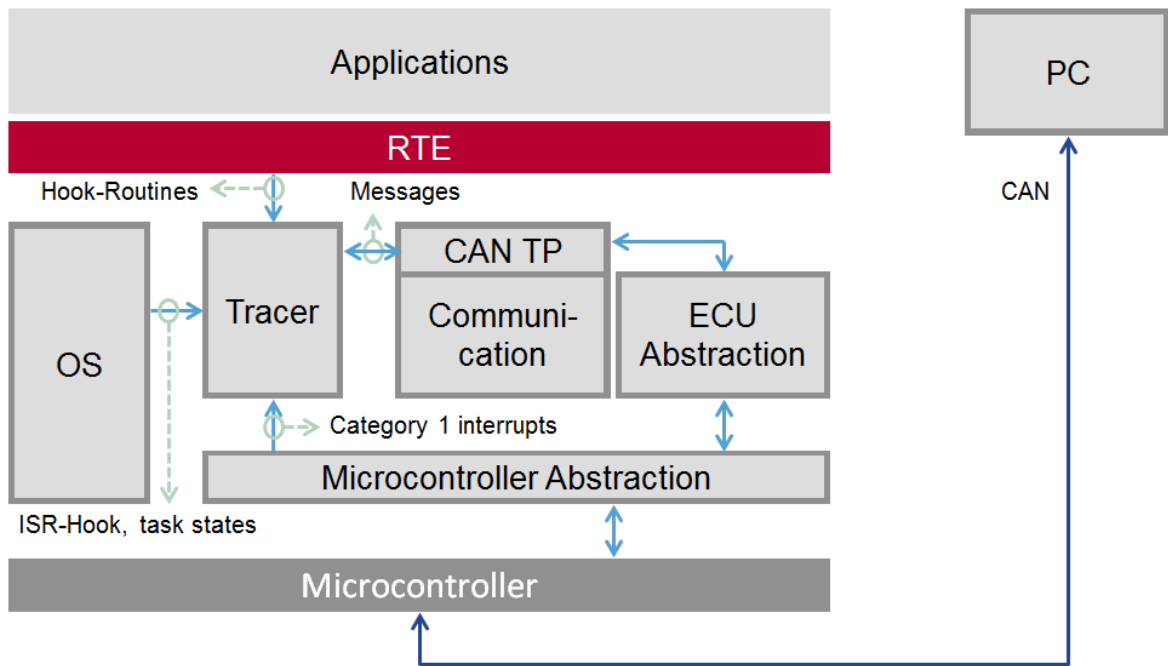 Applications
PC
RTE
Hook-Routines
Messages
CAN
CAN TP
Tracer
Communi-
cation
ECU
Abstraction
OS
Category 1 interrupts
Microcontroller Abstraction
ISR-Hook, task states
Microcontroller